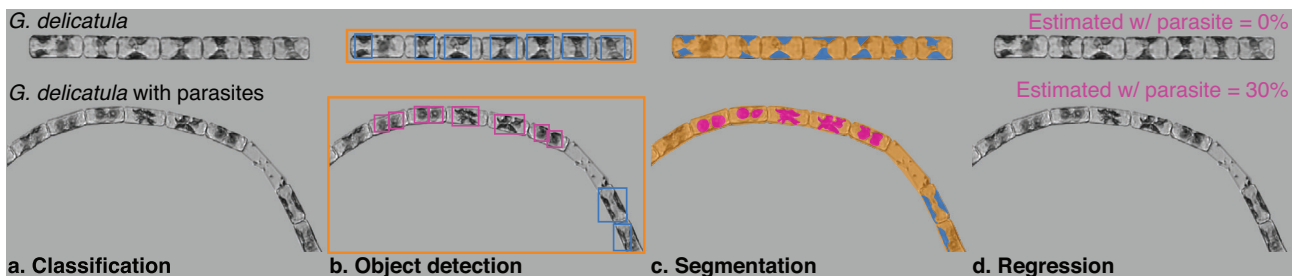 G. delicatula
Estimated w/ parasite = 0%
G. delicatula with parasites
Estimated w/ parasite = 30%
a. Classification
b. Object detection
c. Segmentation
d. Regression